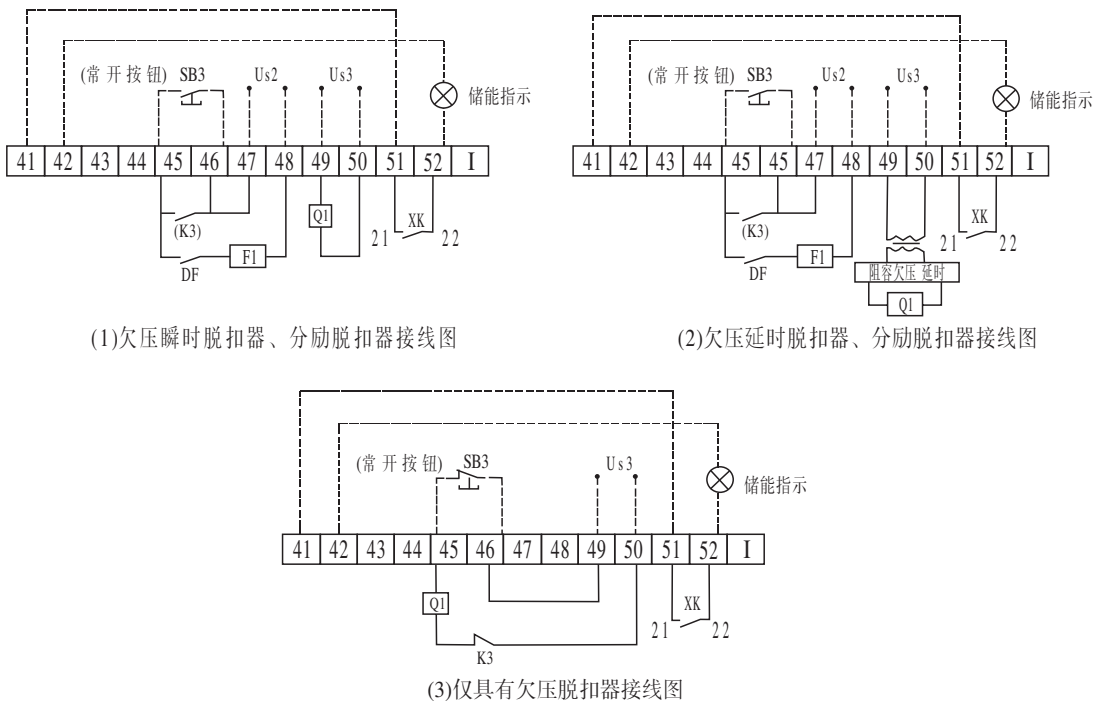 (常开按钮) SB3 Us2 Us3
储能指示
41 42 43 44 45 46 47 48 49 50 51 52 I
(K3)
DF F1
Q1
XK
21 22
(1)欠压瞬时脱扣器、分励脱扣器接线图
(常开按钮) SB3 Us2 Us3
储能指示
41 42 43 44 45 45 47 48 49 50 51 52 I
(K3)
DF F1
XK
21 22
阻容欠压 延时
Q1
(2)欠压延时脱扣器、分励脱扣器接线图
(常开按钮) SB3 Us3
储能指示
41 42 43 44 45 46 47 48 49 50 51 52 I
Q1
K3
XK
21 22
(3)仅具有欠压脱扣器接线图